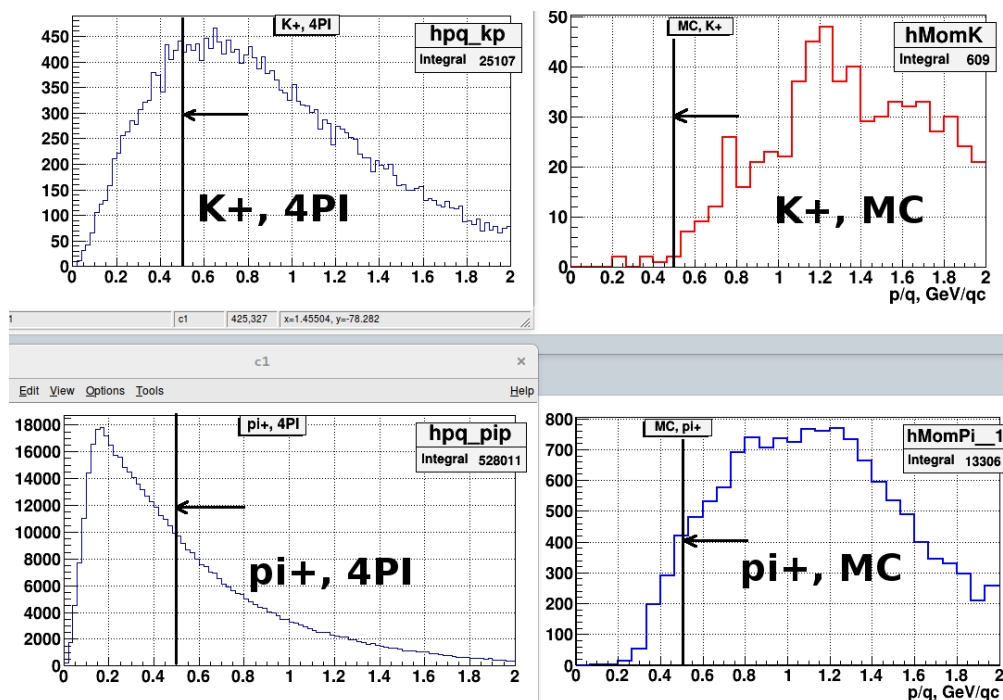 K+, 4PI
hpq_kp
Integral 25107
450
400
350
300
250
200
150
100
50
0
K+, 4PI
0 0.2 0.4 0.6 0.8 1 1.2 1.4 1.6 1.8 2
MC, K+
hMomK
Integral 609
50
40
30
20
10
0
K+, MC
0 0.2 0.4 0.6 0.8 1 1.2 1.4 1.6 1.8 2
p/q, GeV/qc
c1 425,327 x=1.45504, y=-78.282
c1 ×
Edit View Options Tools Help
pi+, 4PI
hpq_pip
Integral 528011
18000
16000
14000
12000
10000
8000
6000
4000
2000
0
pi+, 4PI
0 0.2 0.4 0.6 0.8 1 1.2 1.4 1.6 1.8 2
MC, pi+
hMomPi__1
Integral 13306
800
700
600
500
400
300
200
100
0
pi+, MC
0 0.2 0.4 0.6 0.8 1 1.2 1.4 1.6 1.8 2
p/q, GeV/qc